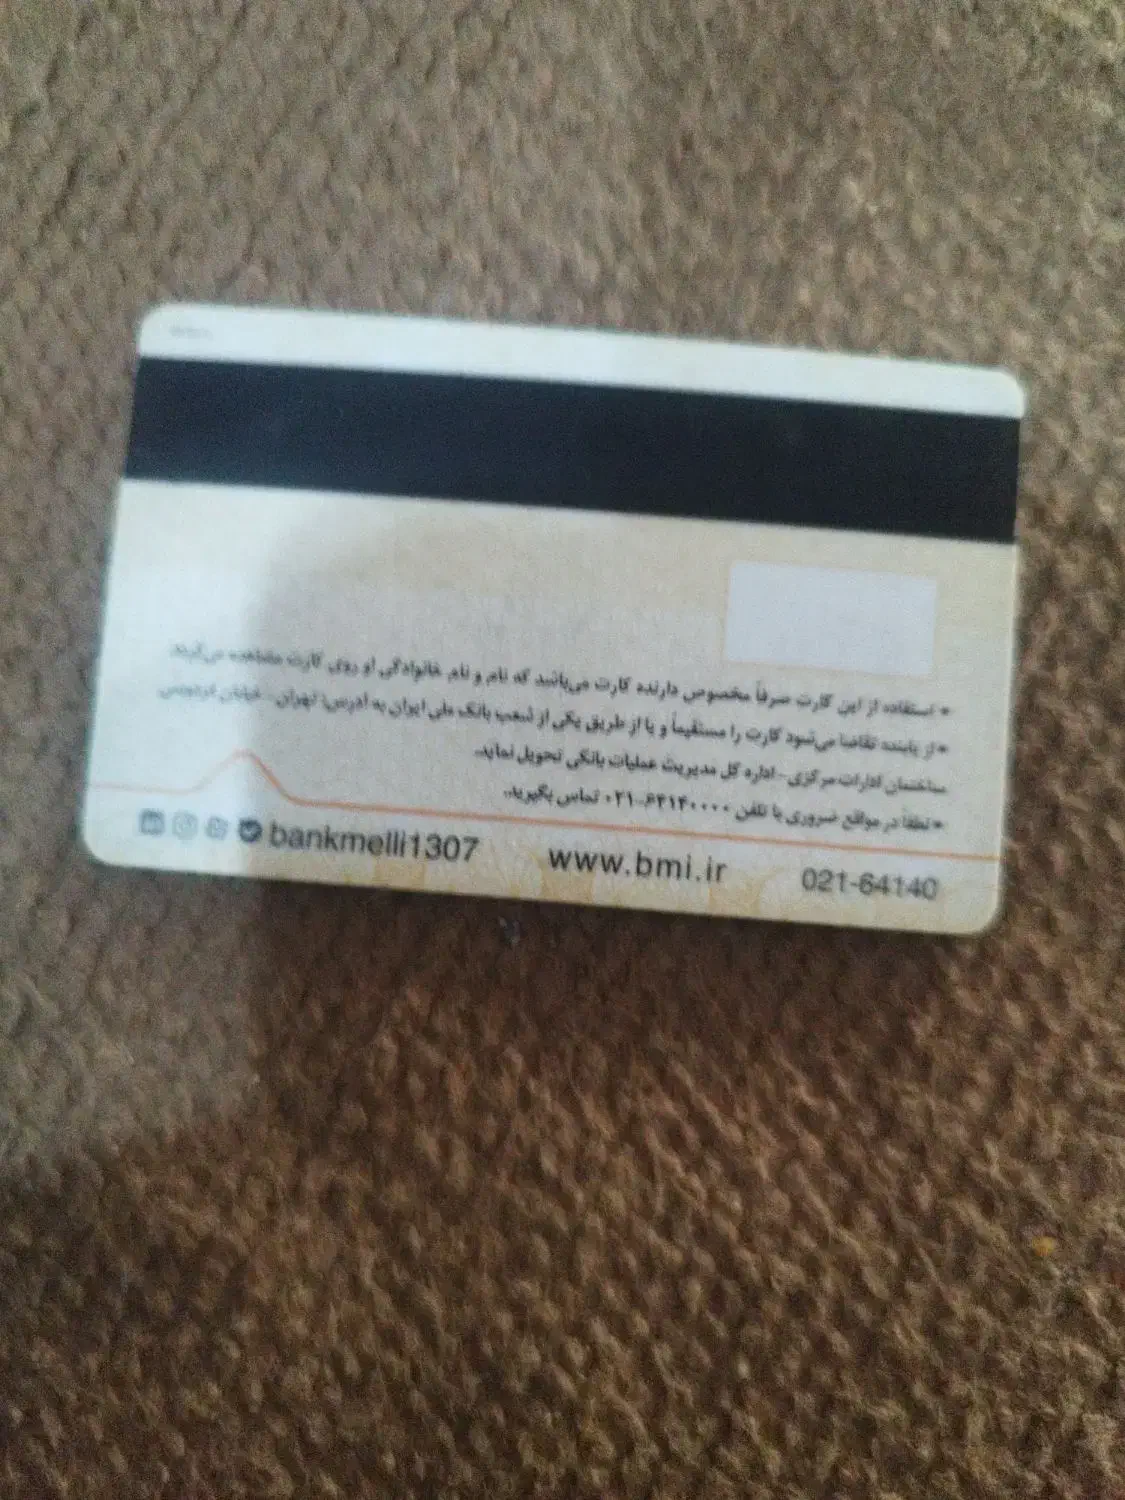 * استفاده از این کارت صرفاً مخصوص دارنده کارت می‌باشد که نام و نام خانوادگی او روی کارت مشاهده می‌گردد.
* از یابنده تقاضا می‌شود کارت را مستقیماً و یا از طریق یکی از شعب بانک ملی ایران به آدرس: تهران - خیابان فردوسی
ساختمان ادارات مرکزی - اداره کل مدیریت عملیات بانکی تحویل نماید.
* لطفاً در مواقع ضروری با تلفن ۶۴۱۴۰۰۰۰-۰۲۱ تماس بگیرید.
bankmelli1307 www.bmi.ir 021-64140